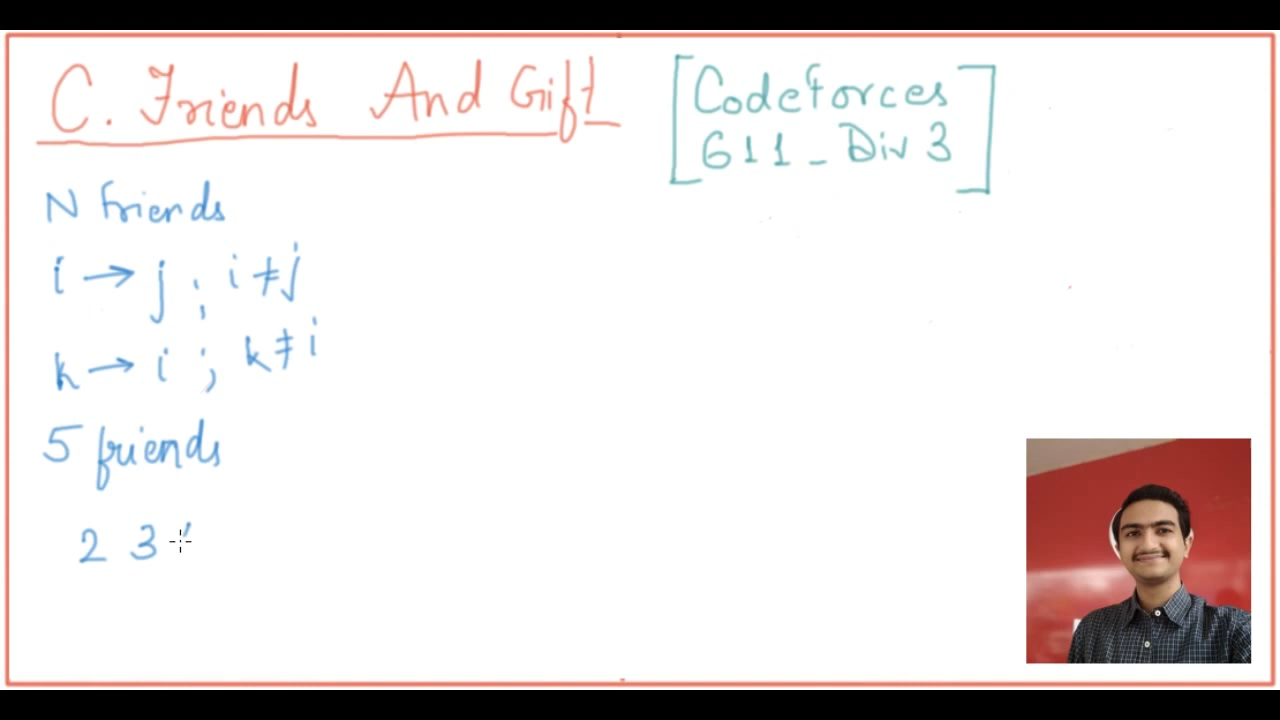 C. Friends And Gift
[Codeforces
611 - Div 3]
N friends
i → j ; i ≠ j
k → i ; k ≠ i
5 friends
2 3